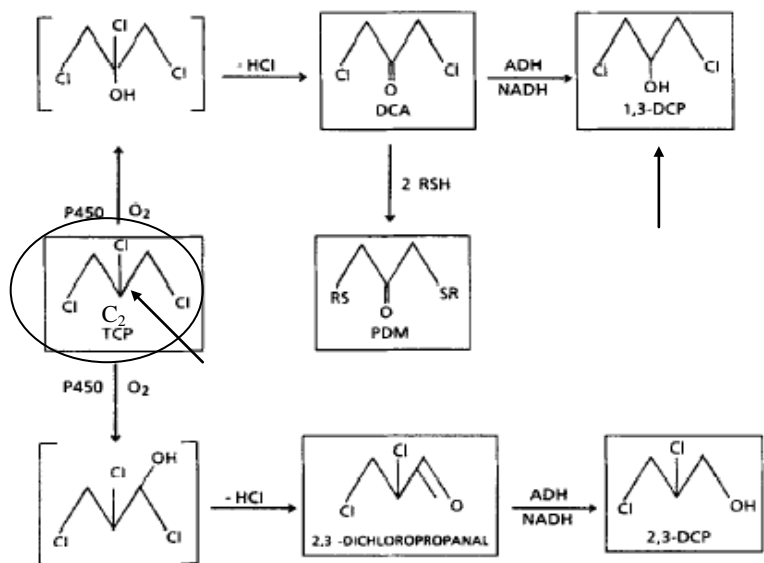 Cl Cl Cl
OH
- HCl
Cl Cl
O
DCA
ADH
NADH
Cl Cl
OH
1,3-DCP
P450 O2
2 RSH
Cl
Cl Cl
C2
TCP
RS SR
O
PDM
P450 O2
OH
Cl
Cl Cl
- HCl
Cl
Cl O
2,3 -DICHLOROPROPANAL
ADH
NADH
Cl
Cl OH
2,3-DCP